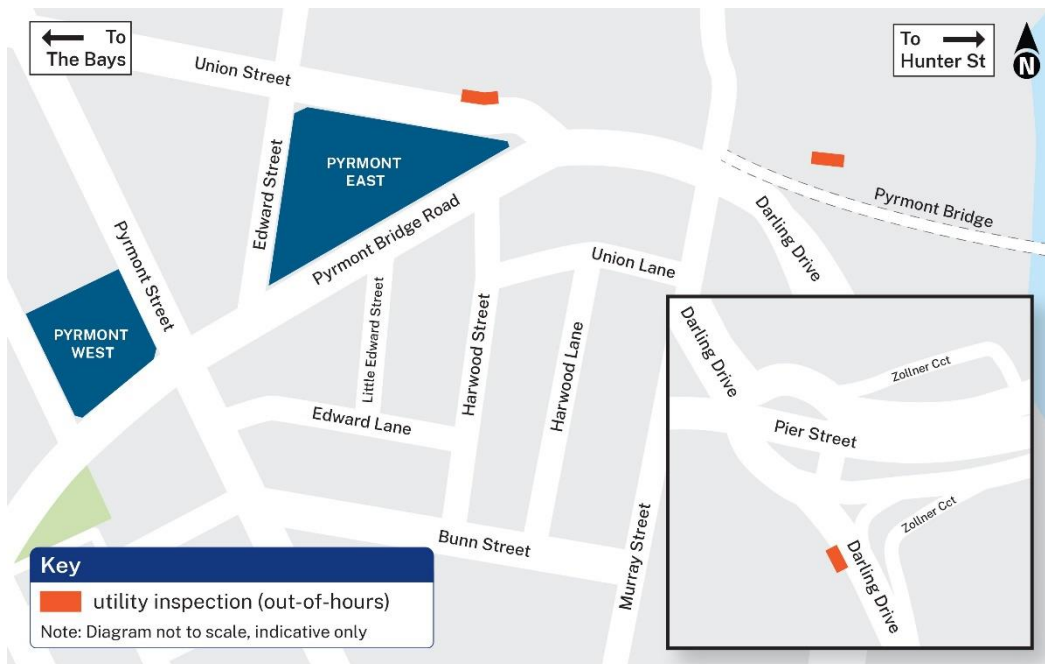 To
The Bays
To
Hunter St
N
Union Street
PYRMONT
EAST
Edward Street
Pyrmont Bridge Road
Pyrmont Bridge
Darling Drive
Pyrmont Street
PYRMONT
WEST
Little Edward Street
Harwood Street
Union Lane
Harwood Lane
Edward Lane
Bunn Street
Murray Street
Darling Drive
Zollner Cct
Pier Street
Zollner Cct
Darling Drive
Key
utility inspection (out-of-hours)
Note: Diagram not to scale, indicative only